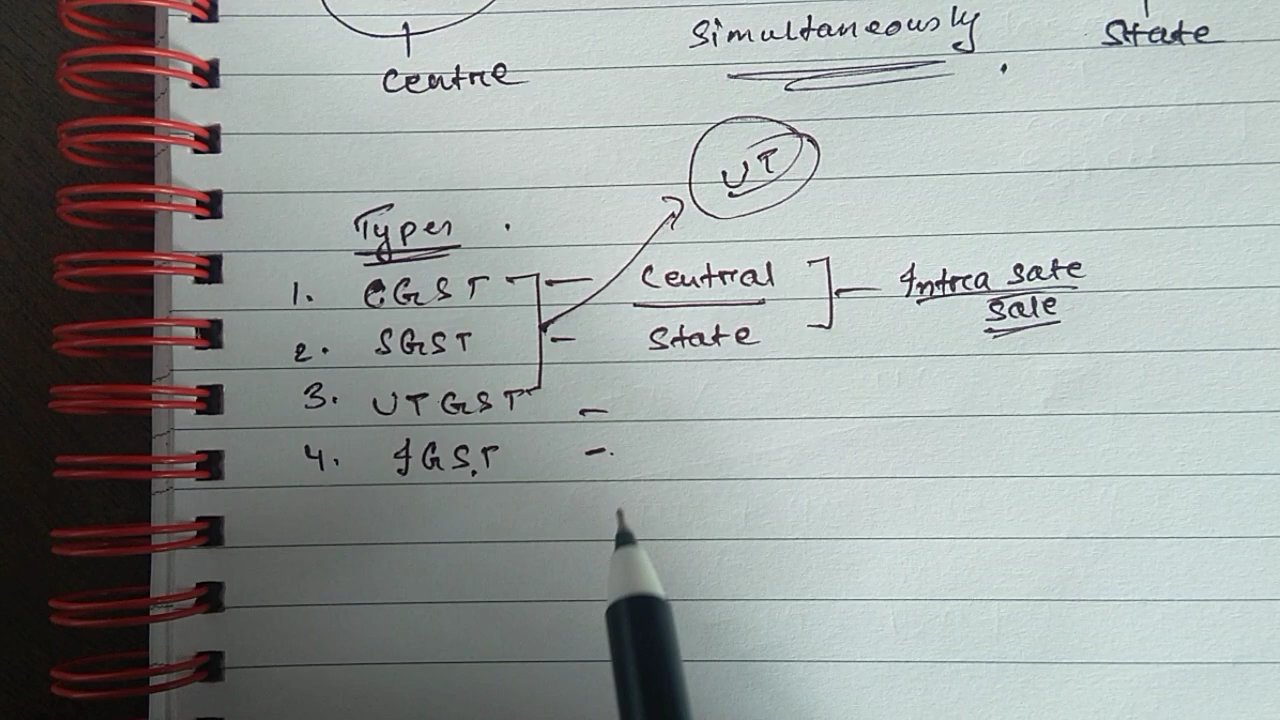 Simultaneously
State
Centre
UT
Types
1. CGST — Central — Intra sate
sale
2. SGST — State
3. UTGST —
4. IGST —